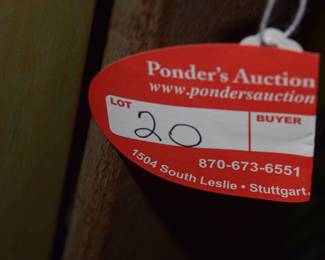 Ponder's Auction
www.pondersauction
LOT
20
BUYER
870-673-6551
1504 South Leslie • Stuttgart,